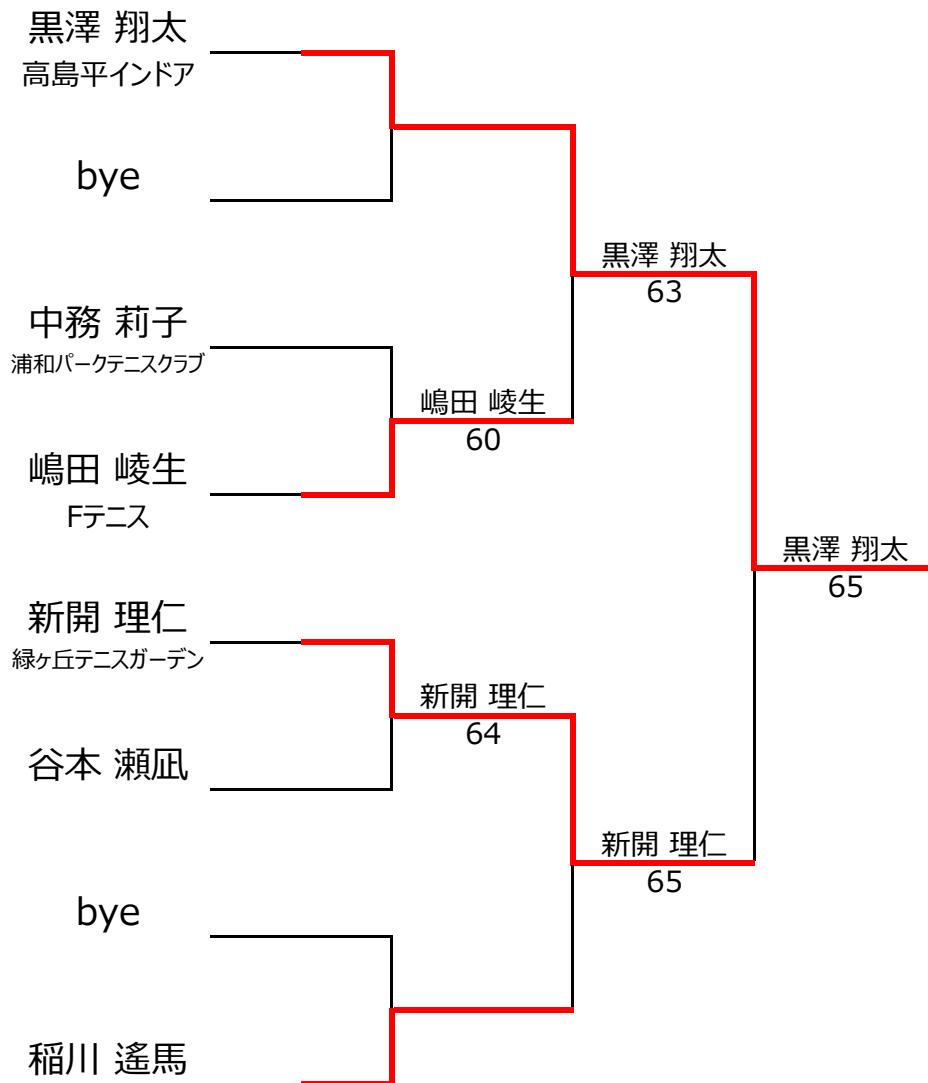 黒澤 翔太
高島平インドア
bye
黒澤 翔太
63
中務 莉子
浦和パークテニスクラブ
嶋田 崚生
60
嶋田 崚生
Fテニス
黒澤 翔太
65
新開 理仁
緑ヶ丘テニスガーデン
新開 理仁
64
谷本 瀬凪
新開 理仁
65
bye
稲川 遙馬